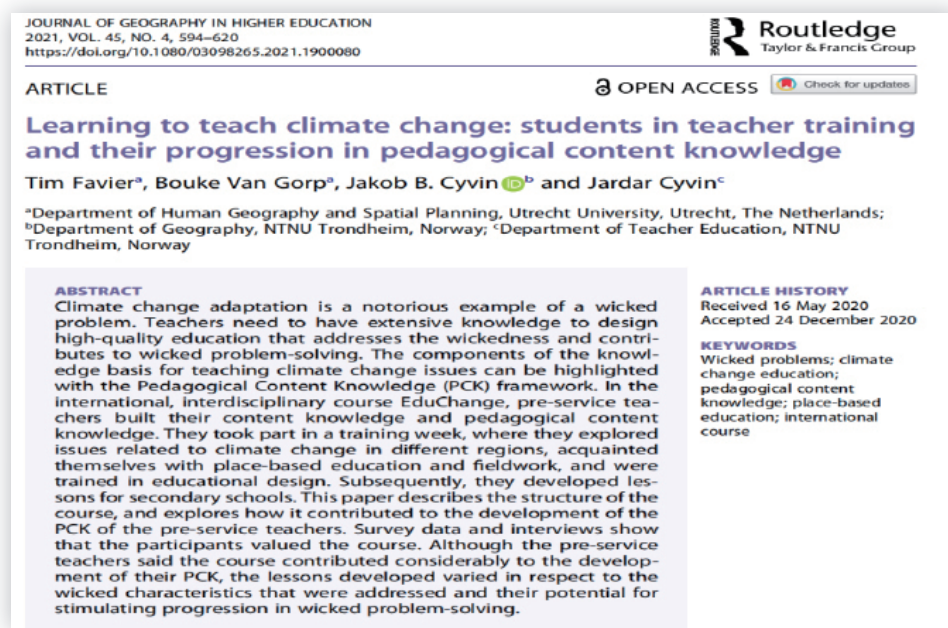 JOURNAL OF GEOGRAPHY IN HIGHER EDUCATION
2021, VOL. 45, NO. 4, 594–620
https://doi.org/10.1080/03098265.2021.1900080
ROUTLEDGE
Routledge
Taylor & Francis Group
ARTICLE
OPEN ACCESS
Check for updates
Learning to teach climate change: students in teacher training
and their progression in pedagogical content knowledge
Tim Favierᵃ, Bouke Van Gorpᵃ, Jakob B. Cyvin iD ᵇ and Jardar Cyvinᶜ
ᵃDepartment of Human Geography and Spatial Planning, Utrecht University, Utrecht, The Netherlands;
ᵇDepartment of Geography, NTNU Trondheim, Norway; ᶜDepartment of Teacher Education, NTNU
Trondheim, Norway
ABSTRACT
Climate change adaptation is a notorious example of a wicked
problem. Teachers need to have extensive knowledge to design
high-quality education that addresses the wickedness and contri-
butes to wicked problem-solving. The components of the knowl-
edge basis for teaching climate change issues can be highlighted
with the Pedagogical Content Knowledge (PCK) framework. In the
international, interdisciplinary course EduChange, pre-service tea-
chers built their content knowledge and pedagogical content
knowledge. They took part in a training week, where they explored
issues related to climate change in different regions, acquainted
themselves with place-based education and fieldwork, and were
trained in educational design. Subsequently, they developed les-
sons for secondary schools. This paper describes the structure of the
course, and explores how it contributed to the development of the
PCK of the pre-service teachers. Survey data and interviews show
that the participants valued the course. Although the pre-service
teachers said the course contributed considerably to the develop-
ment of their PCK, the lessons developed varied in respect to the
wicked characteristics that were addressed and their potential for
stimulating progression in wicked problem-solving.
ARTICLE HISTORY
Received 16 May 2020
Accepted 24 December 2020
KEYWORDS
Wicked problems; climate
change education;
pedagogical content
knowledge; place-based
education; international
course